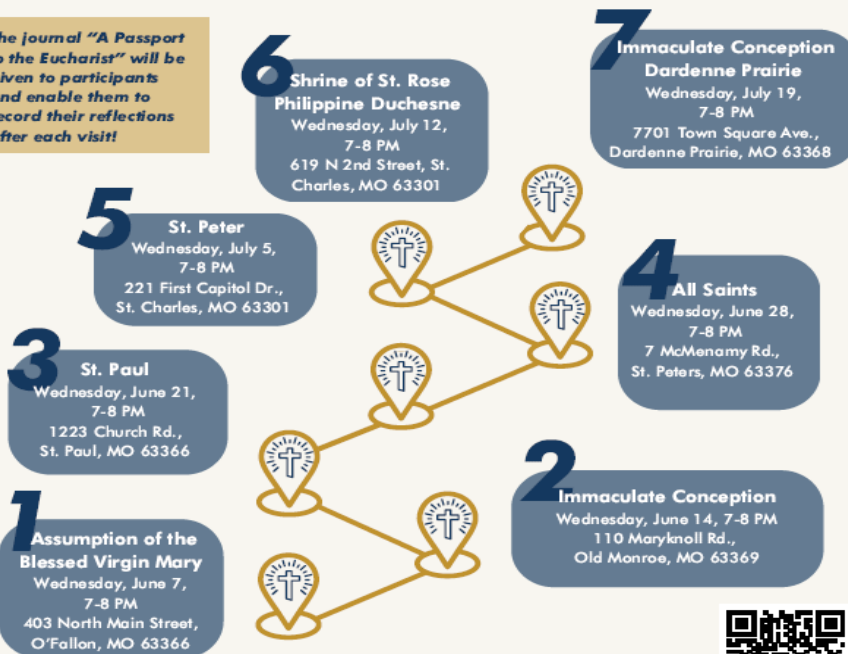 he journal “A Passport
o the Eucharist” will be
iven to participants
nd enable them to
ecord their reflections
fter each visit!
7
Immaculate Conception
Dardenne Prairie
Wednesday, July 19,
7-8 PM
7701 Town Square Ave.,
Dardenne Prairie, MO 63368
6
Shrine of St. Rose
Philippine Duchesne
Wednesday, July 12,
7-8 PM
619 N 2nd Street, St.
Charles, MO 63301
5
St. Peter
Wednesday, July 5,
7-8 PM
221 First Capitol Dr.,
St. Charles, MO 63301
4
All Saints
Wednesday, June 28,
7-8 PM
7 McMenamy Rd.,
St. Peters, MO 63376
3
St. Paul
Wednesday, June 21,
7-8 PM
1223 Church Rd.,
St. Paul, MO 63366
2
Immaculate Conception
Wednesday, June 14, 7-8 PM
110 Maryknoll Rd.,
Old Monroe, MO 63369
1
Assumption of the
Blessed Virgin Mary
Wednesday, June 7,
7-8 PM
403 North Main Street,
O’Fallon, MO 63366